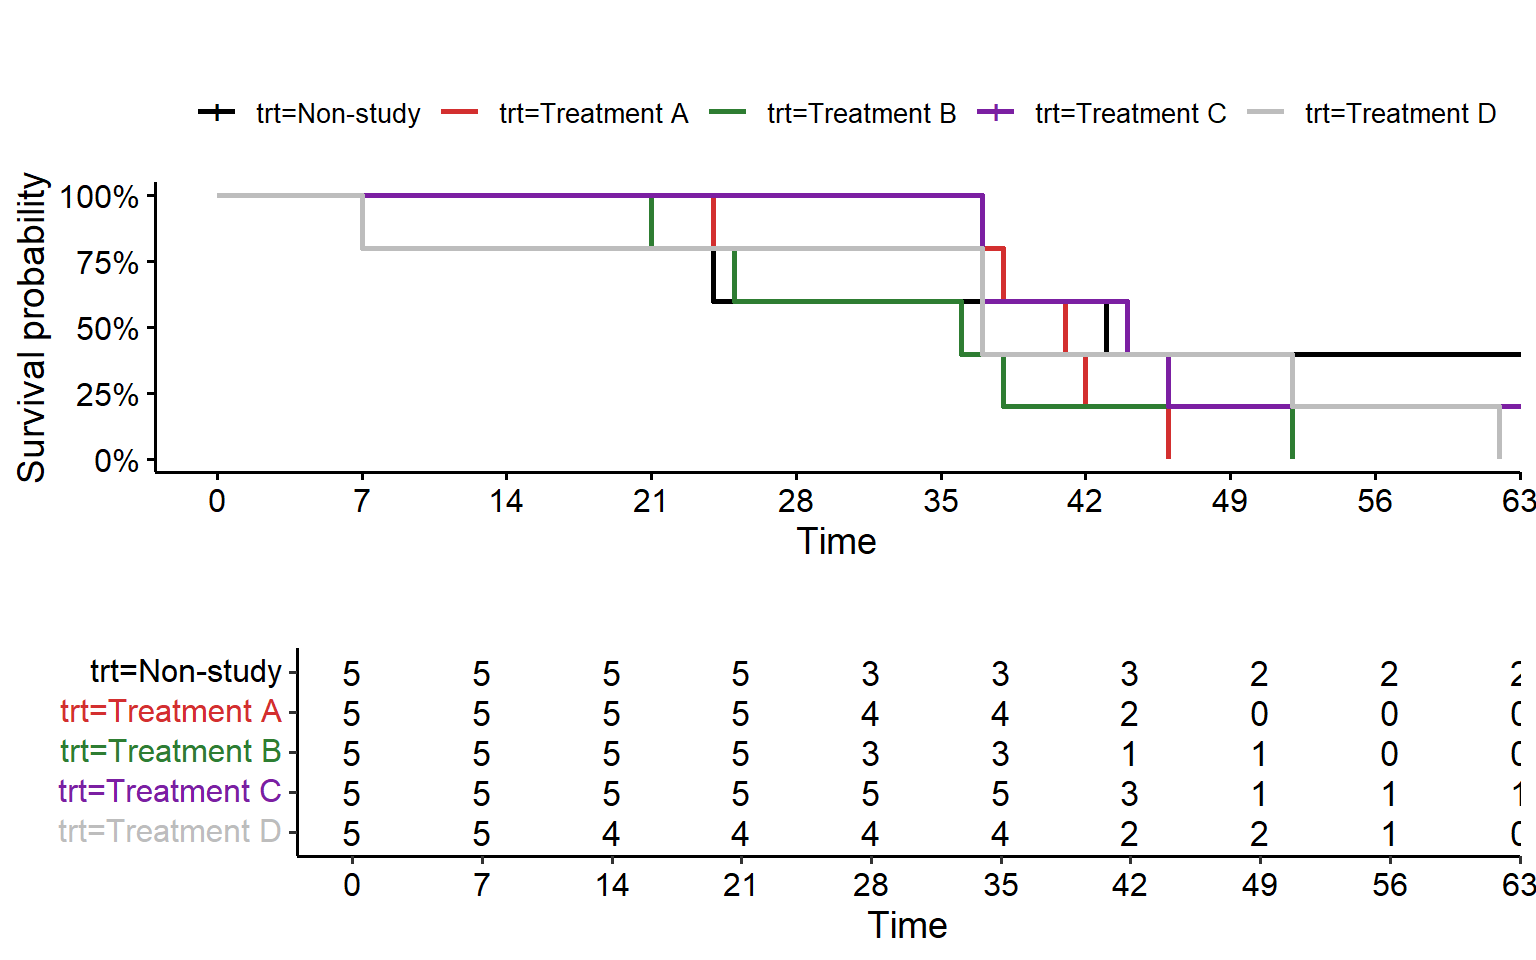 trt=Non-study trt=Treatment A trt=Treatment B trt=Treatment C trt=Treatment D
Survival probability
100%
75%
50%
25%
0%
0 7 14 21 28 35 42 49 56 63
Time
trt=Non-study 5 5 5 5 3 3 3 2 2 2
trt=Treatment A 5 5 5 5 4 4 2 0 0 0
trt=Treatment B 5 5 5 5 3 3 1 1 0 0
trt=Treatment C 5 5 5 5 5 5 3 1 1 1
trt=Treatment D 5 5 4 4 4 4 2 2 1 0
0 7 14 21 28 35 42 49 56 63
Time